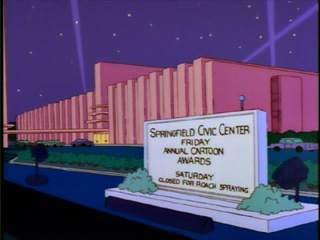 SPRINGFIELD CIVIC CENTER
FRIDAY
ANNUAL CARTOON
AWARDS
SATURDAY
CLOSED FOR ROACH SPRAYING